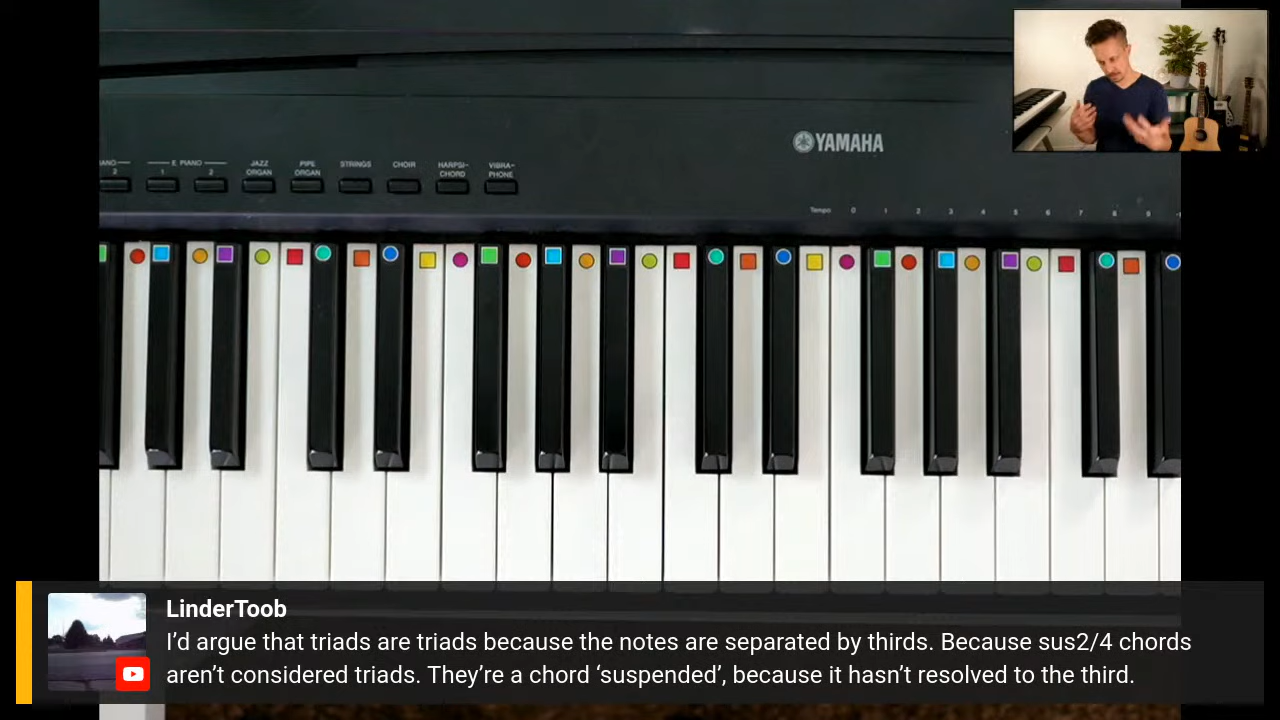 YAMAHA
E. PIANO
2
1
2
JAZZ
ORGAN
PIPE
ORGAN
STRINGS
CHOIR
HARPSI-
CHORD
VIBRA-
PHONE
Tempo 0 1 2 3 4 5 6 7 8 9
LinderToob
I’d argue that triads are triads because the notes are separated by thirds. Because sus2/4 chords
aren’t considered triads. They’re a chord ‘suspended’, because it hasn’t resolved to the third.